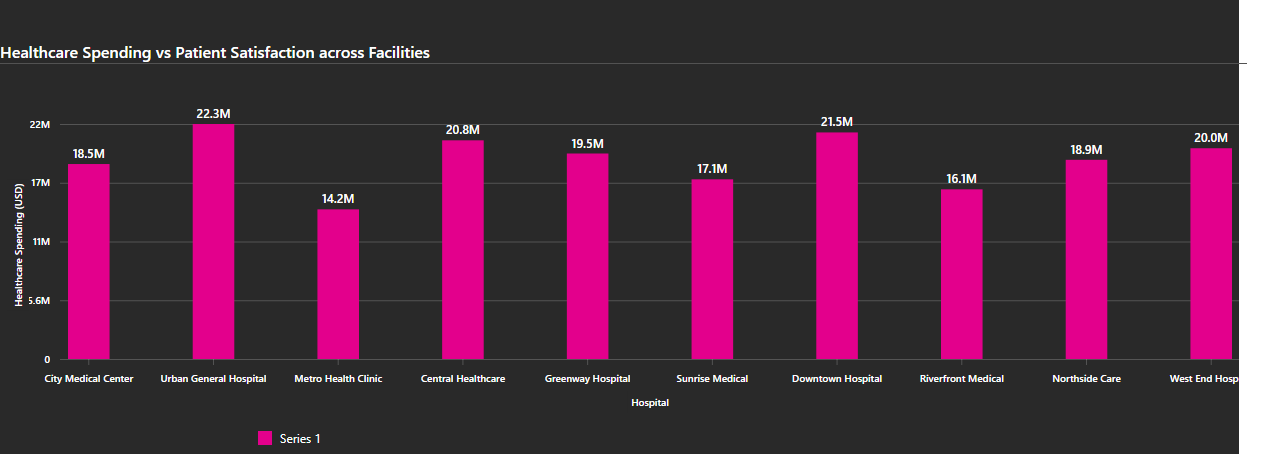 Healthcare Spending vs Patient Satisfaction across Facilities
22.3M
22M
21.5M
20.8M
20.0M
19.5M
18.9M
18.5M
17.1M
17M
16.1M
14.2M
11M
5.6M
0
Healthcare Spending (USD)
City Medical Center Urban General Hospital Metro Health Clinic Central Healthcare Greenway Hospital Sunrise Medical Downtown Hospital Riverfront Medical Northside Care West End Hosp
Hospital
Series 1